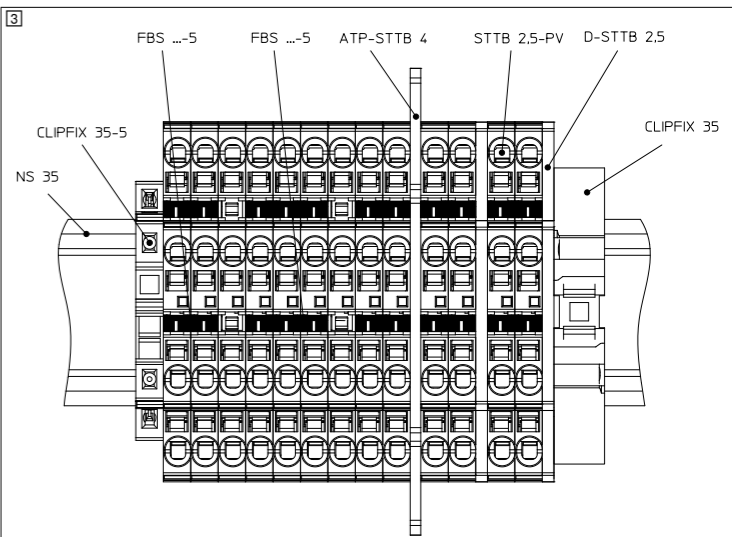 3
FBS ...-5
FBS ...-5
ATP-STTB 4
STTB 2,5-PV
D-STTB 2,5
CLIPFIX 35-5
CLIPFIX 35
NS 35